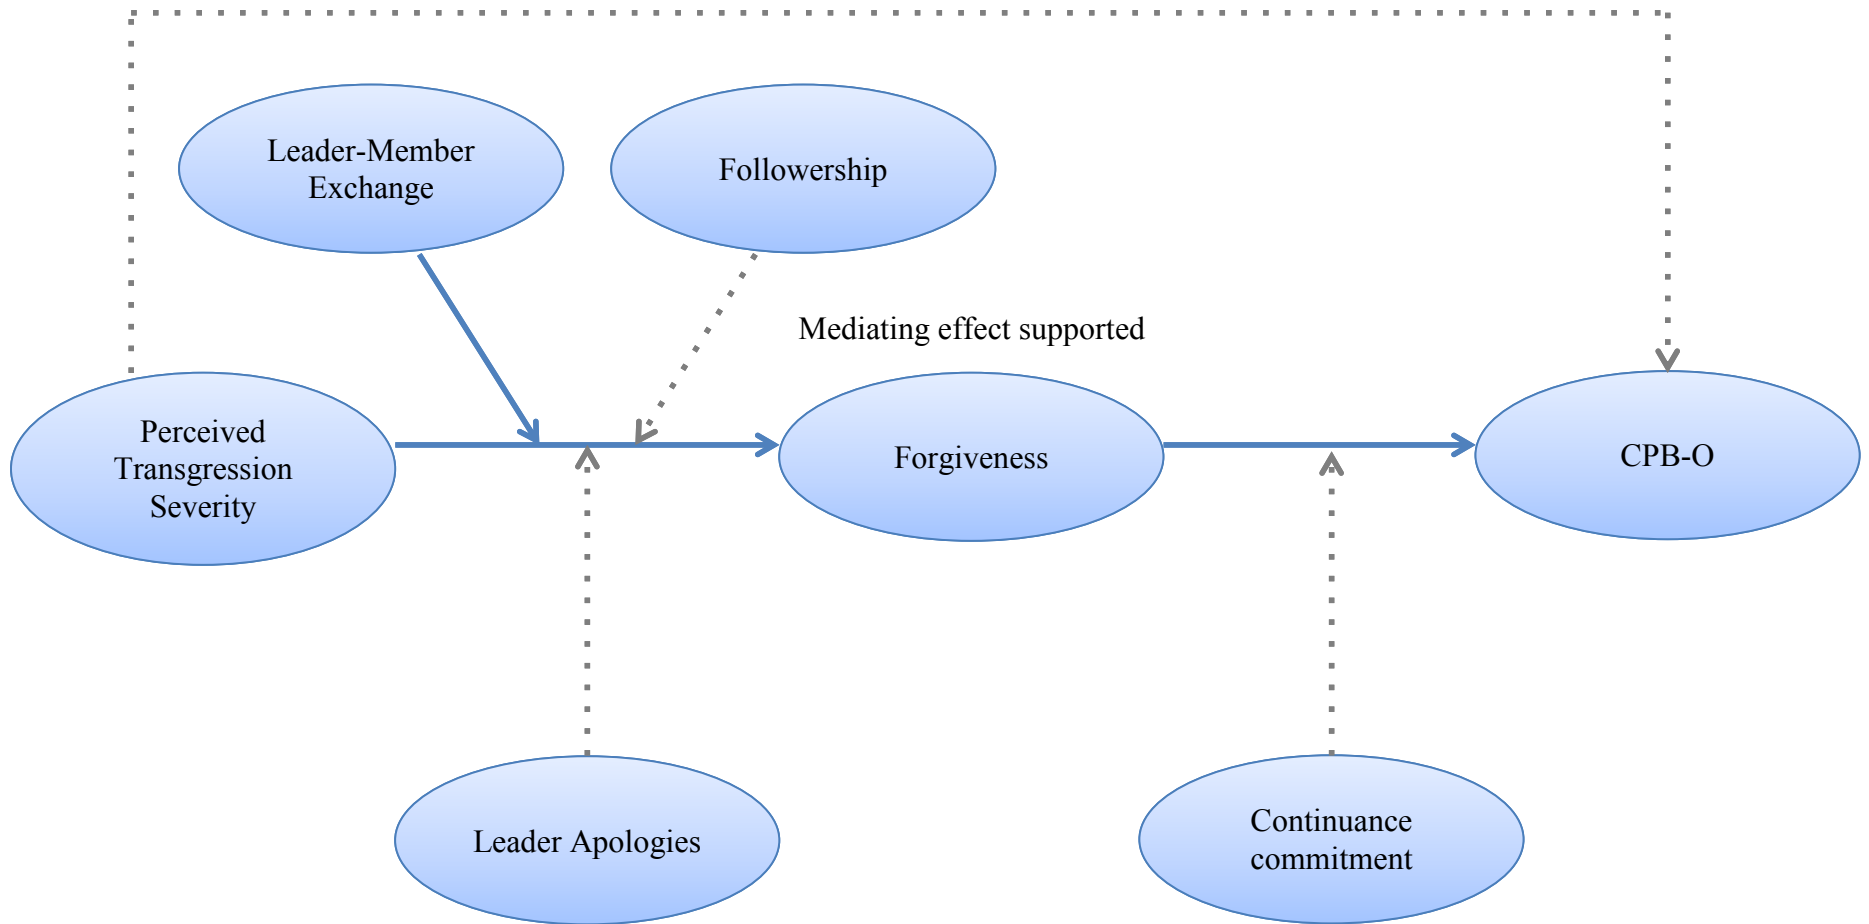 Leader-Member
Exchange
Followership
Mediating effect supported
Perceived
Transgression
Severity
Forgiveness
CPB-O
Leader Apologies
Continuance
commitment